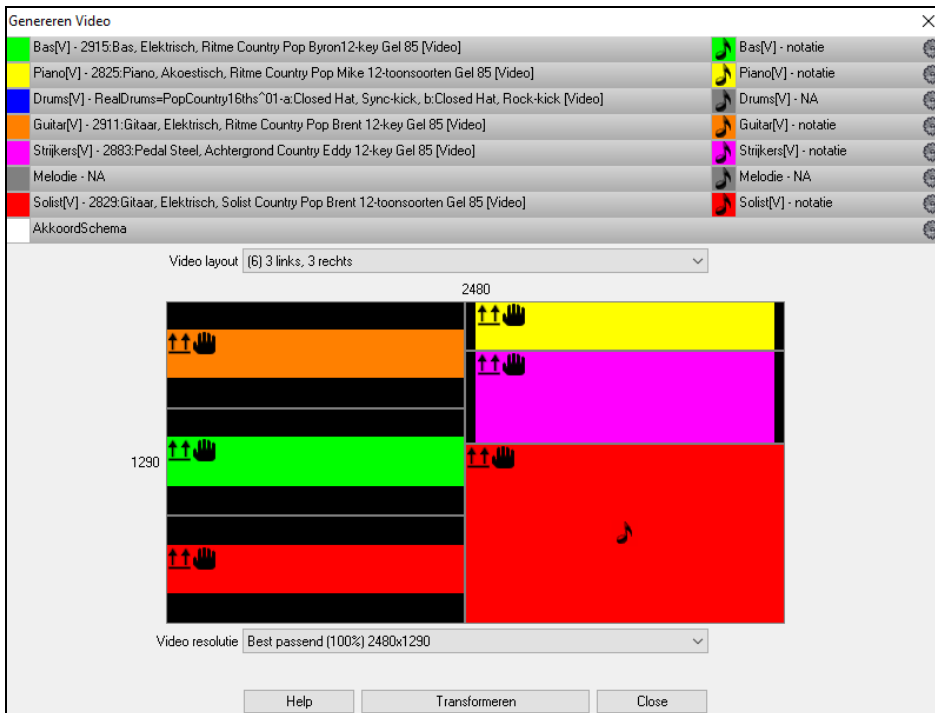 Genereren Video
Bas[V] - 2915:Bas, Elektrisch, Ritme Country Pop Byron12-key Gel 85 [Video] Bas[V] - notatie
Piano[V] - 2825:Piano, Akoestisch, Ritme Country Pop Mike 12-toonsoorten Gel 85 [Video] Piano[V] - notatie
Drums[V] - RealDrums=PopCountry16ths^01-a:Closed Hat, Sync-kick, b:Closed Hat, Rock-kick [Video] Drums[V] - NA
Guitar[V] - 2911:Gitaar, Elektrisch, Ritme Country Pop Brent 12-key Gel 85 [Video] Guitar[V] - notatie
Strijkers[V] - 2883:Pedal Steel, Achtergrond Country Eddy 12-key Gel 85 [Video] Strijkers[V] - notatie
Melodie - NA Melodie - NA
Solist[V] - 2829:Gitaar, Elektrisch, Solist Country Pop Brent 12-toonsoorten Gel 85 [Video] Solist[V] - notatie
AkkoordSchema
Video layout (6) 3 links, 3 rechts
2480
1290
Video resolutie Best passend (100%) 2480x1290
Help Transformeren Close